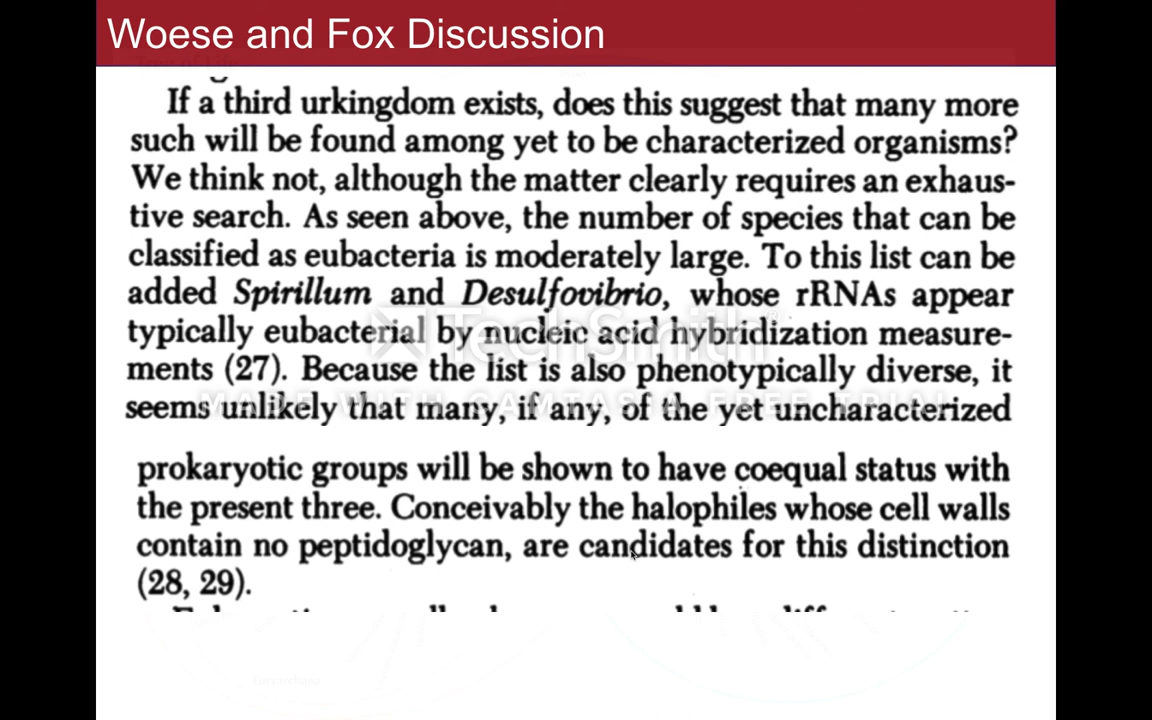 Woese and Fox Discussion
If a third urkingdom exists, does this suggest that many more
such will be found among yet to be characterized organisms?
We think not, although the matter clearly requires an exhaus-
tive search. As seen above, the number of species that can be
classified as eubacteria is moderately large. To this list can be
added Spirillum and Desulfovibrio, whose rRNAs appear
typically eubacterial by nucleic acid hybridization measure-
ments (27). Because the list is also phenotypically diverse, it
seems unlikely that many, if any, of the yet uncharacterized
prokaryotic groups will be shown to have coequal status with
the present three. Conceivably the halophiles whose cell walls
contain no peptidoglycan, are candidates for this distinction
(28, 29).
TechSmith®
MADE WITH CAMTASIA FREE TRIAL